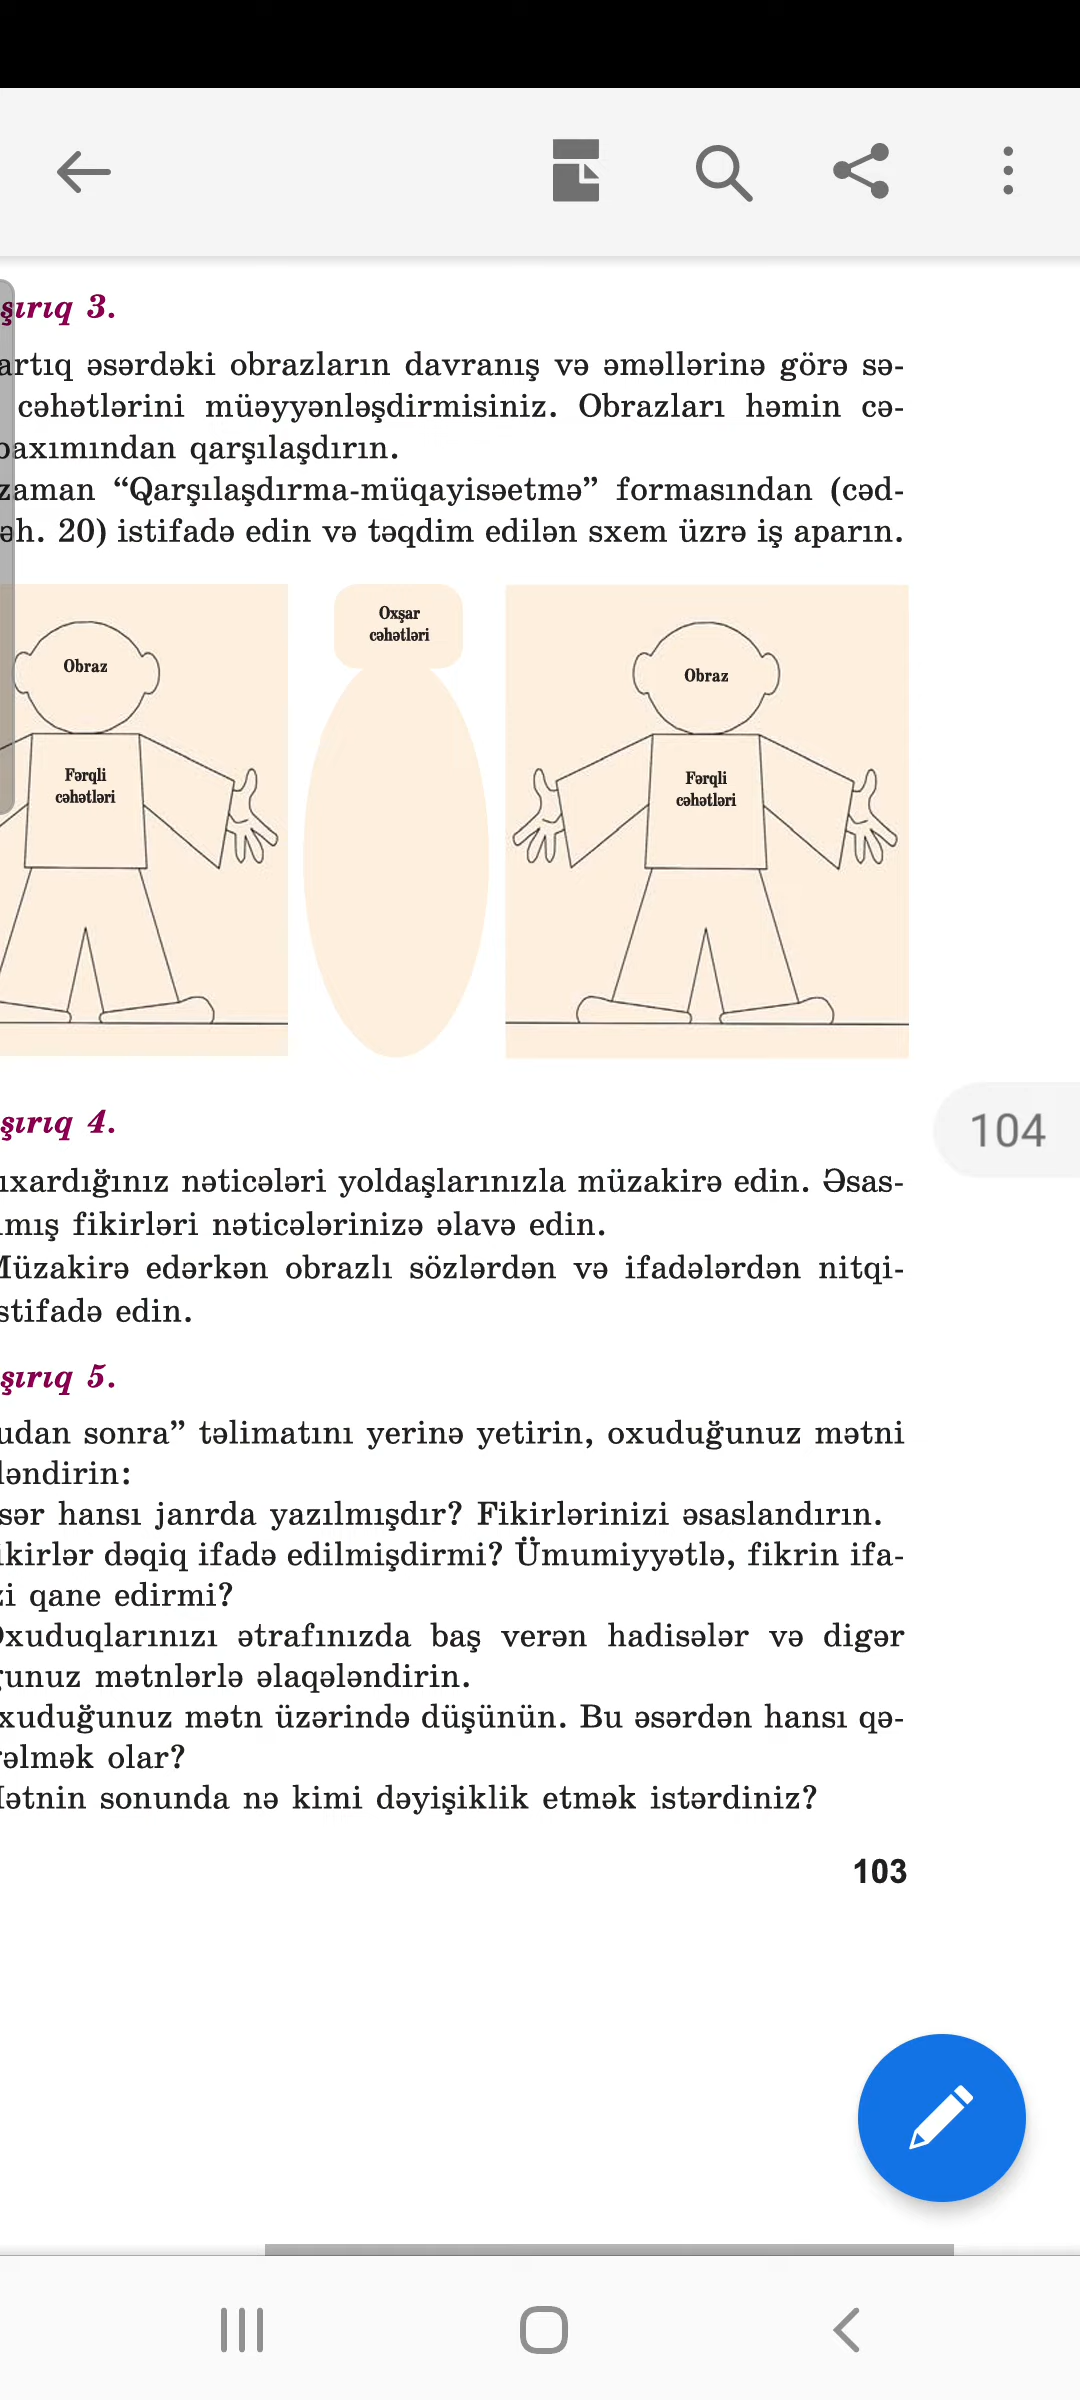 şırıq 3.
artıq əsərdəki obrazların davranış və əməllərinə görə sə-
cəhətlərini müəyyənləşdirmisiniz. Obrazları həmin cə-
baxımından qarşılaşdırın.
zaman “Qarşılaşdırma-müqayisəetmə” formasından (cəd-
əh. 20) istifadə edin və təqdim edilən sxem üzrə iş aparın.
Obraz
Fərqli
cəhətləri
Oxşar
cəhətləri
Obraz
Fərqli
cəhətləri
şırıq 4.
104
ıxardığınız nəticələri yoldaşlarınızla müzakirə edin. Əsas-
mış fikirləri nəticələrinizə əlavə edin.
Müzakirə edərkən obrazlı sözlərdən və ifadələrdən nitqi-
stifadə edin.
şırıq 5.
udan sonra” təlimatını yerinə yetirin, oxuduğunuz mətni
ləndirin:
sər hansı janrda yazılmışdır? Fikirlərinizi əsaslandırın.
ikirlər dəqiq ifadə edilmişdirmi? Ümumiyyətlə, fikrin ifa-
zi qane edirmi?
Oxuduqlarınızı ətrafınızda baş verən hadisələr və digər
ğunuz mətnlərlə əlaqələndirin.
xuduğunuz mətn üzərində düşünün. Bu əsərdən hansı qə-
əlmək olar?
Mətnin sonunda nə kimi dəyişiklik etmək istərdiniz?
103